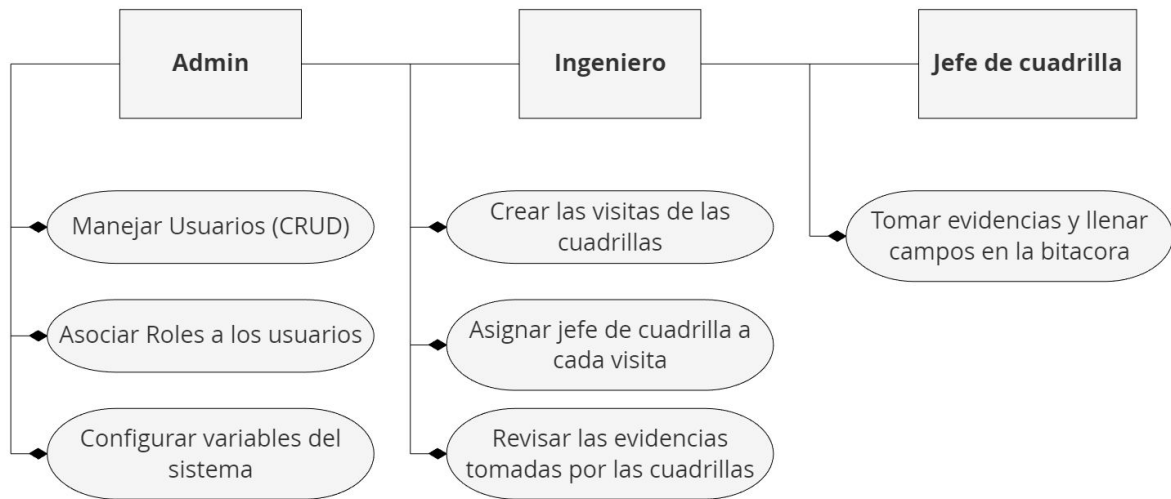 Admin
Ingeniero
Jefe de cuadrilla
Manejar Usuarios (CRUD)
Asociar Roles a los usuarios
Configurar variables del
sistema
Crear las visitas de las
cuadrillas
Asignar jefe de cuadrilla a
cada visita
Revisar las evidencias
tomadas por las cuadrillas
Tomar evidencias y llenar
campos en la bitacora